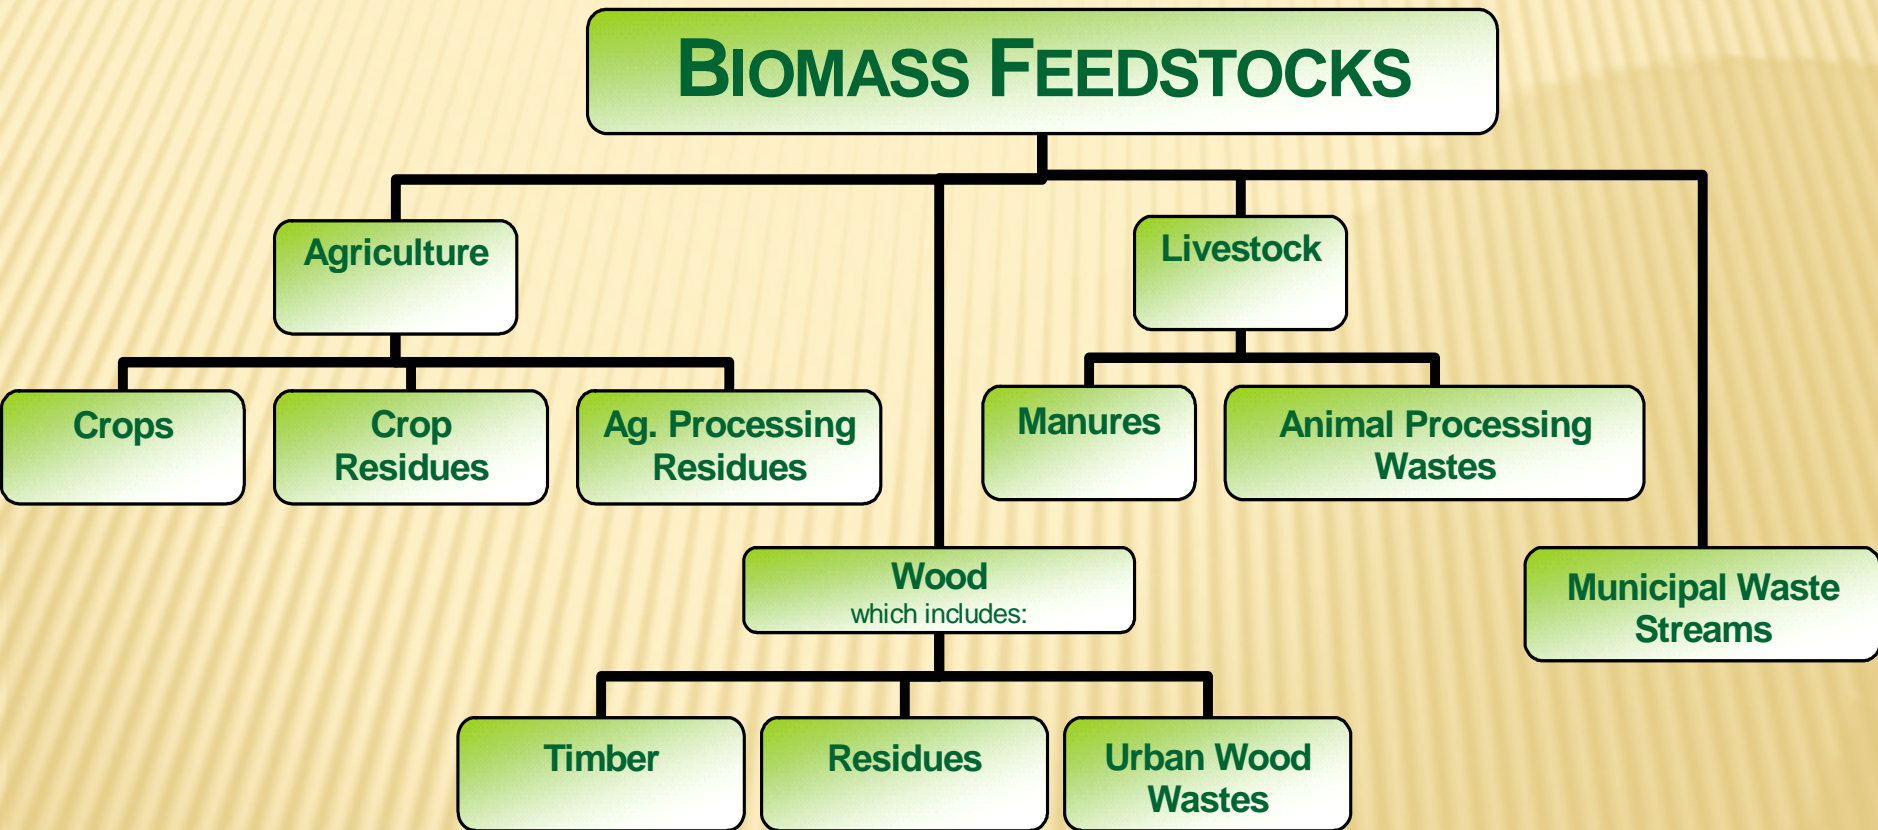 BIOMASS FEEDSTOCKS
Agriculture
Livestock
Crops
Crop
Residues
Ag. Processing
Residues
Manures
Animal Processing
Wastes
Wood
which includes:
Municipal Waste
Streams
Timber
Residues
Urban Wood
Wastes